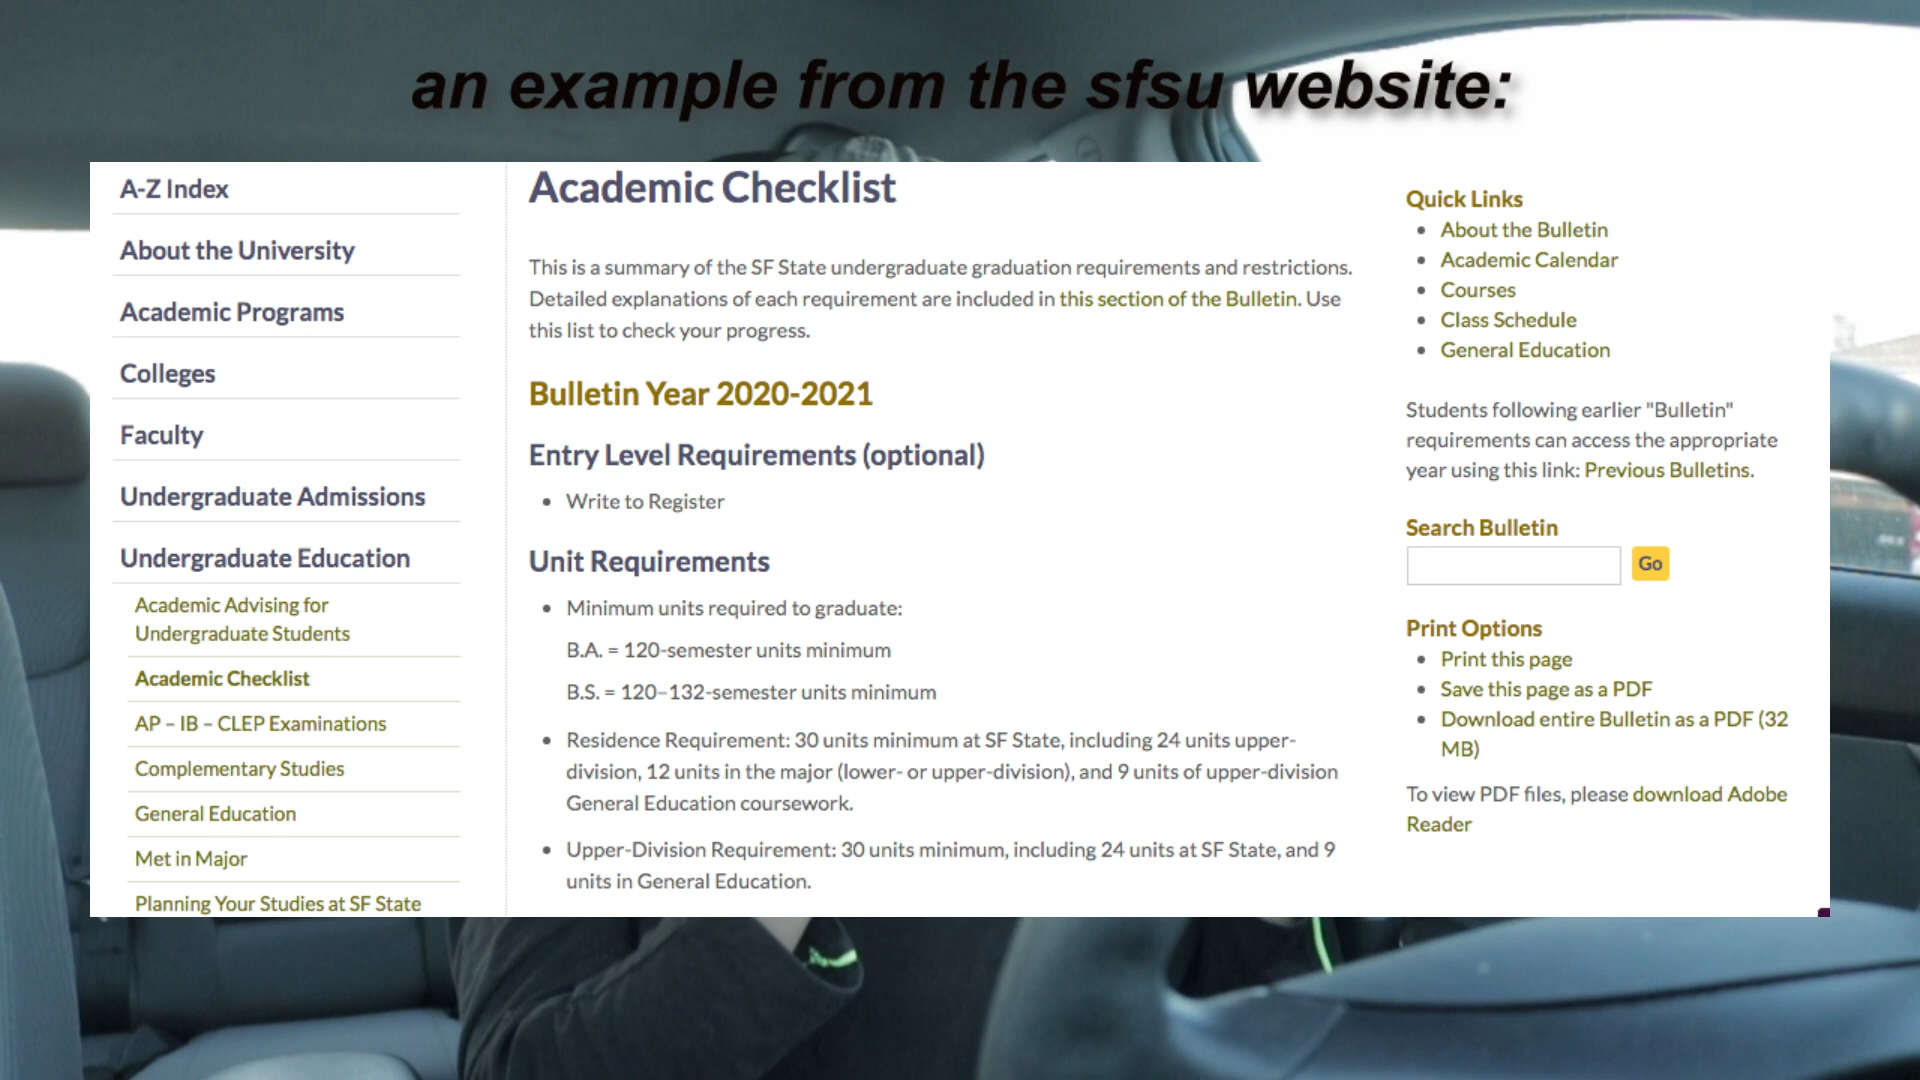 an example from the sfsu website:
A-Z Index
About the University
Academic Programs
Colleges
Faculty
Undergraduate Admissions
Undergraduate Education
Academic Advising for
Undergraduate Students
Academic Checklist
AP – IB – CLEP Examinations
Complementary Studies
General Education
Met in Major
Planning Your Studies at SF State
Academic Checklist
This is a summary of the SF State undergraduate graduation requirements and restrictions.
Detailed explanations of each requirement are included in this section of the Bulletin. Use
this list to check your progress.
Bulletin Year 2020-2021
Entry Level Requirements (optional)
• Write to Register
Unit Requirements
• Minimum units required to graduate:
B.A. = 120-semester units minimum
B.S. = 120–132-semester units minimum
• Residence Requirement: 30 units minimum at SF State, including 24 units upper-
division, 12 units in the major (lower- or upper-division), and 9 units of upper-division
General Education coursework.
• Upper-Division Requirement: 30 units minimum, including 24 units at SF State, and 9
units in General Education.
Quick Links
• About the Bulletin
• Academic Calendar
• Courses
• Class Schedule
• General Education
Students following earlier "Bulletin"
requirements can access the appropriate
year using this link: Previous Bulletins.
Search Bulletin
Go
Print Options
• Print this page
• Save this page as a PDF
• Download entire Bulletin as a PDF (32
MB)
To view PDF files, please download Adobe
Reader